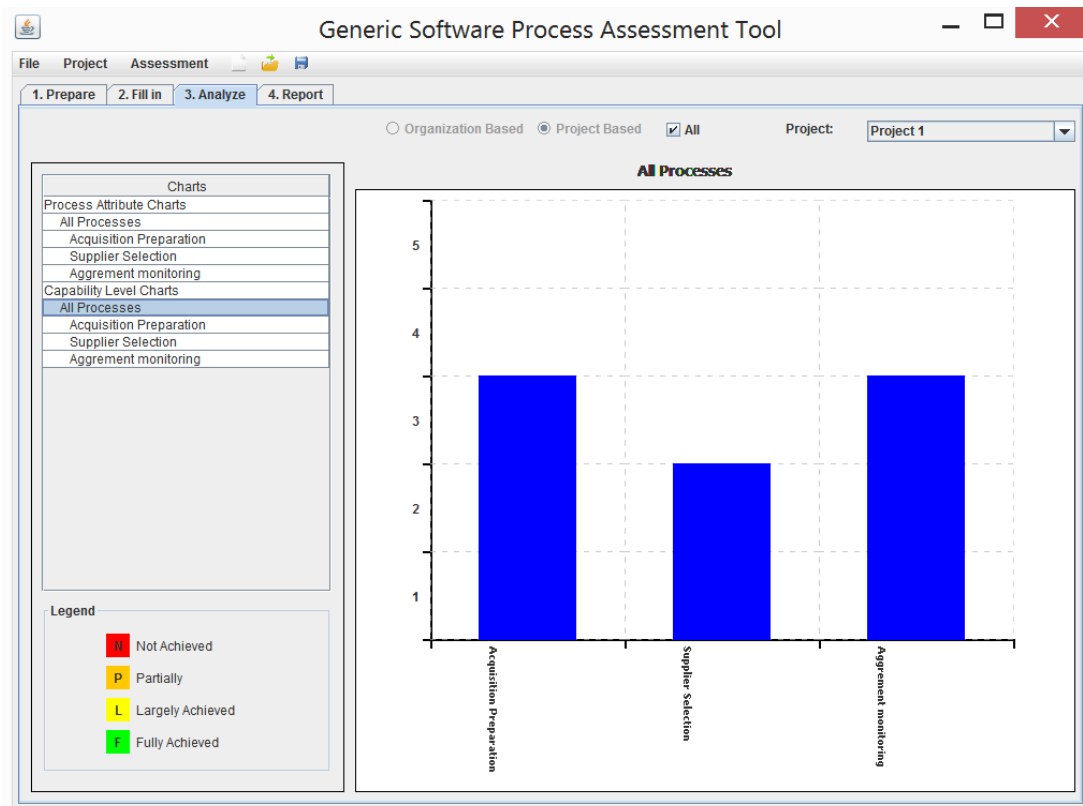 Generic Software Process Assessment Tool
File Project Assessment
1. Prepare 2. Fill in 3. Analyze 4. Report
Organization Based Project Based All Project: Project 1
Charts
Process Attribute Charts
All Processes
Acquisition Preparation
Supplier Selection
Aggrement monitoring
Capability Level Charts
All Processes
Acquisition Preparation
Supplier Selection
Aggrement monitoring
Legend
N Not Achieved
P Partially
L Largely Achieved
F Fully Achieved
All Processes
5
4
3
2
1
Acquisition Preparation
Supplier Selection
Aggrement monitoring